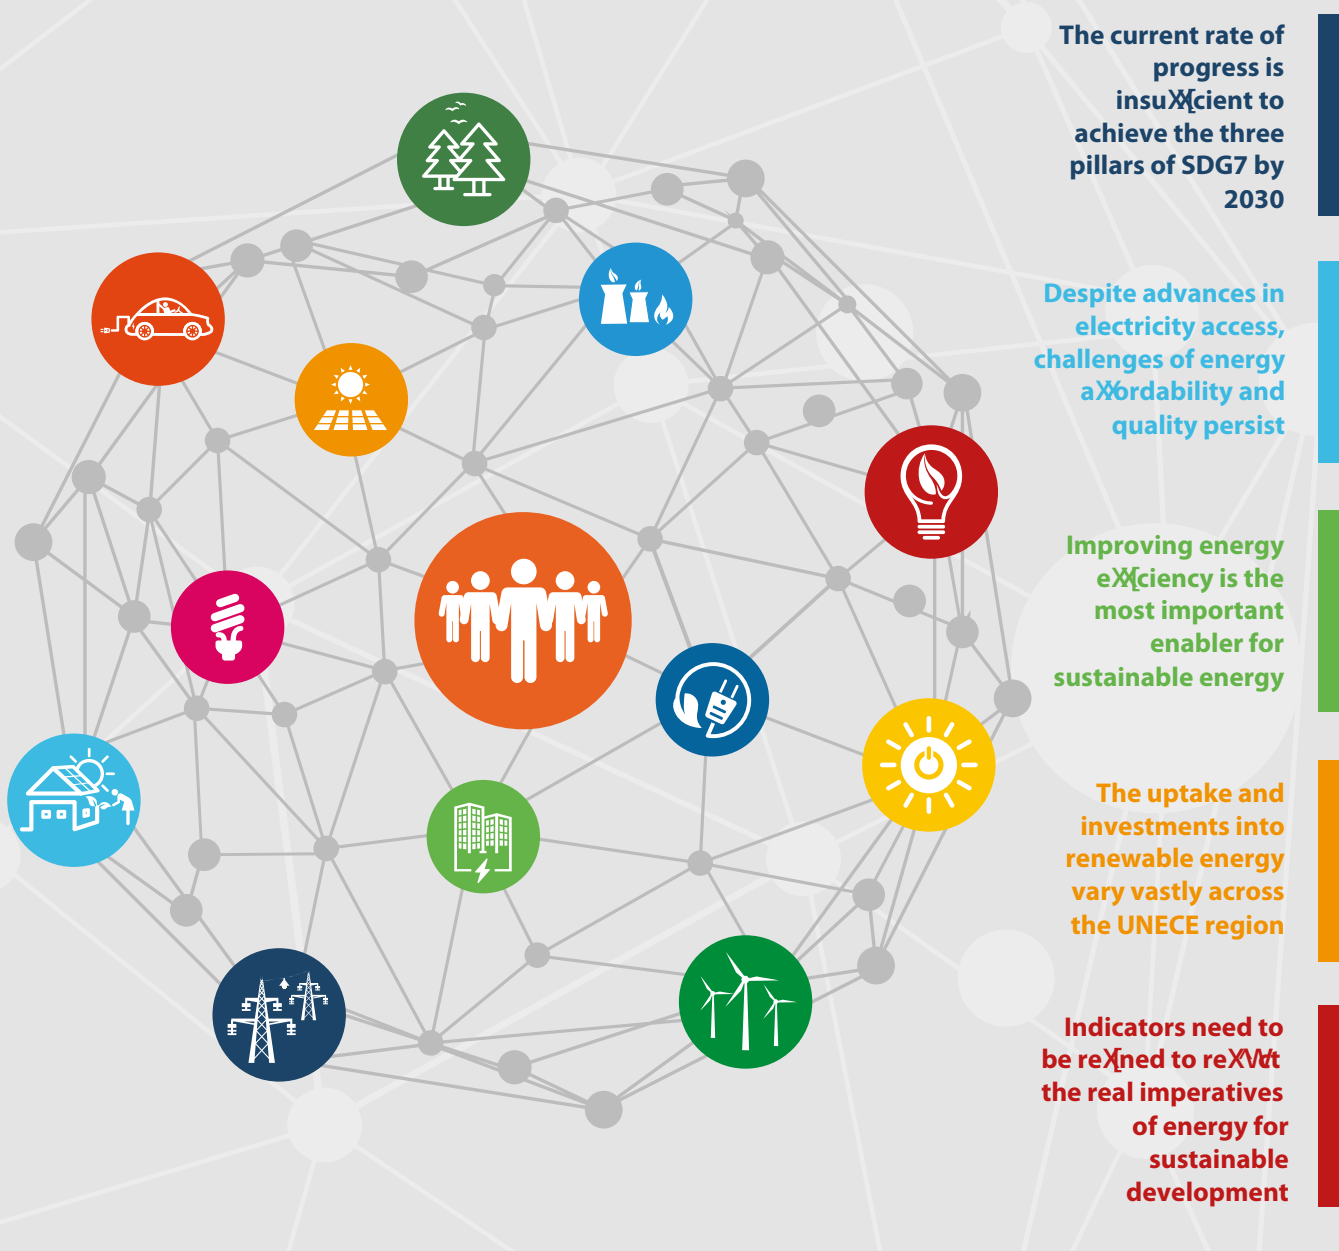 The current rate of
progress is
to
achieve the three
pillars of SDG7 by
2030
Despite advances in
electricity access,
challenges of energy
and
quality persist
Improving energy
is the
most important
enabler for
sustainable energy
The uptake and
investments into
renewable energy
vary vastly across
the UNECE region
Indicators need to
be to
the real imperatives
of energy for
sustainable
development